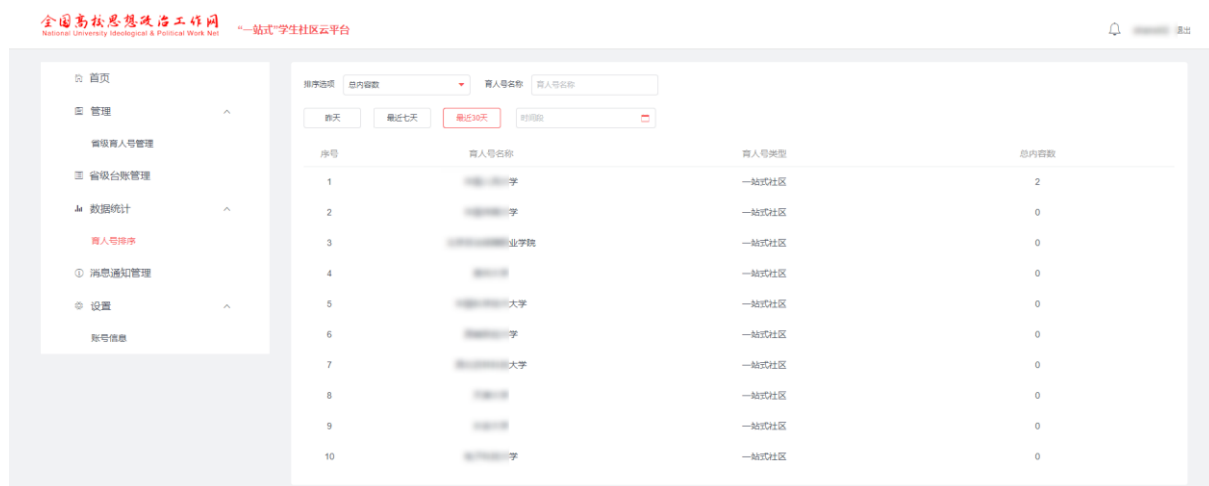 全国高校思想政治工作网
National University Ideological & Political Work Net
“一站式”学生社区云平台
退出
首页
管理
省级育人号管理
省级台账管理
数据统计
育人号排序
消息通知管理
设置
账号信息
排序选项 总内容数 育人号名称 育人号名称
昨天 最近七天 最近30天 时间段
序号 育人号名称 育人号类型 总内容数
1 学 一站式社区 2
2 学 一站式社区 0
3 业学院 一站式社区 0
4 一站式社区 0
5 大学 一站式社区 0
6 学 一站式社区 0
7 大学 一站式社区 0
8 一站式社区 0
9 一站式社区 0
10 学 一站式社区 0